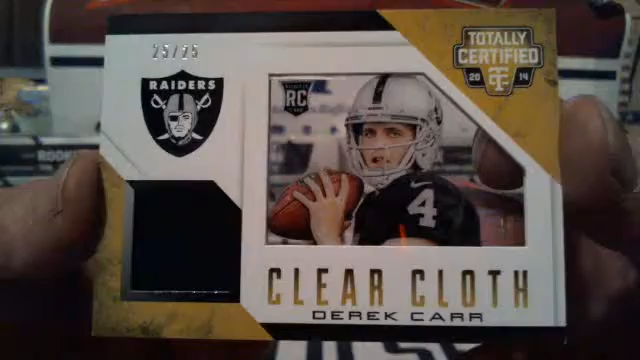 25/25
TOTALLY
CERTIFIED
20 14
RAIDERS
RC
4
CLEAR CLOTH
DEREK CARR